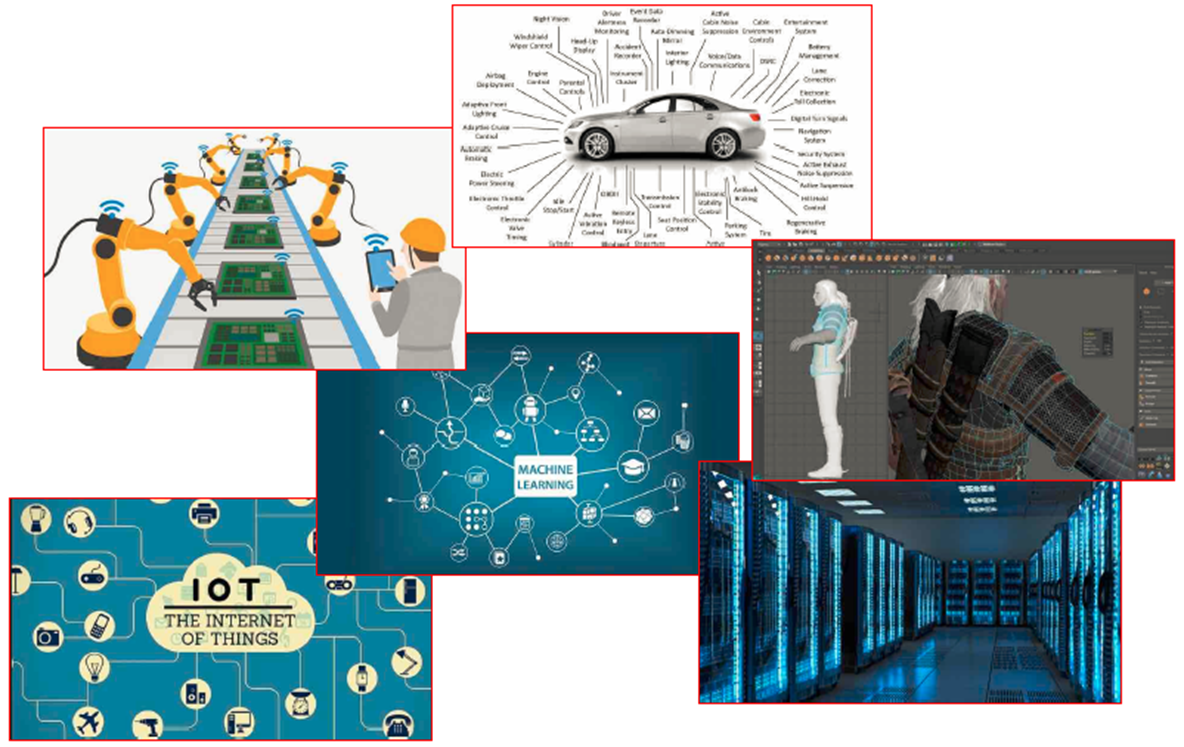 Night Vision
Driver
Alertness
Monitoring
Event Data
Recorder
Auto-Dimming
Mirror
Active
Cabin Noise
Suppression
Cabin
Environment
Controls
Entertainment
System
Windshield
Wiper Control
Head-Up
Display
Accident
Recorder
Interior
Lighting
Voice/Data
Communications
DSRC
Battery
Management
Airbag
Deployment
Engine
Control
Parental
Controls
Instrument
Cluster
Lane
Correction
Electronic
Toll Collection
Adaptive Front
Lighting
Digital Turn Signals
Adaptive Cruise
Control
Navigation
System
Automatic
Braking
Security System
Active Exhaust
Noise Suppression
Electric
Power Steering
Active Suspension
Electronic Throttle
Control
Hill Hold
Control
Electronic
Valve
Timing
Idle
Stop/Start
Cylinder
Active
Vibration
Control
OBDII
Remote
Keyless
Entry
Transmission
Control
Lane
Departure
Seat Position
Control
Electronic
Stability
Control
Active
Antilock
Braking
Parking
System
Tire
Regenerative
Braking
MACHINE
LEARNING
IOT
THE INTERNET
OF THINGS